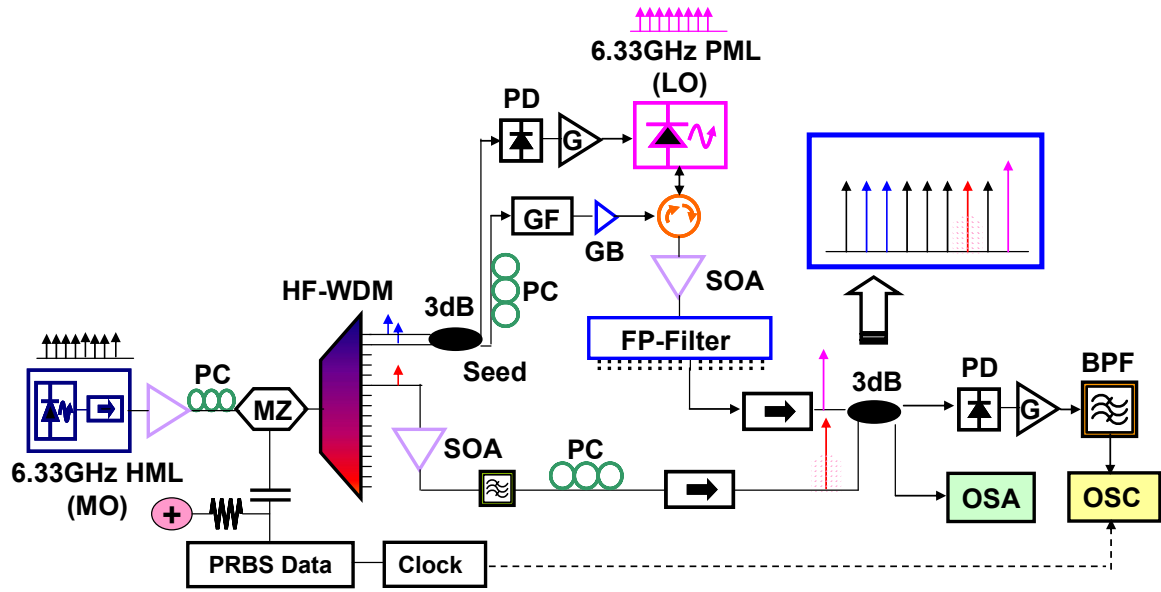 6.33GHz PML
(LO)
PD
G
GF
GB
PC
SOA
HF-WDM
3dB
Seed
FP-Filter
PC
MZ
6.33GHz HML
(MO)
SOA
PC
3dB
PD
G
BPF
OSA
OSC
+
PRBS Data
Clock